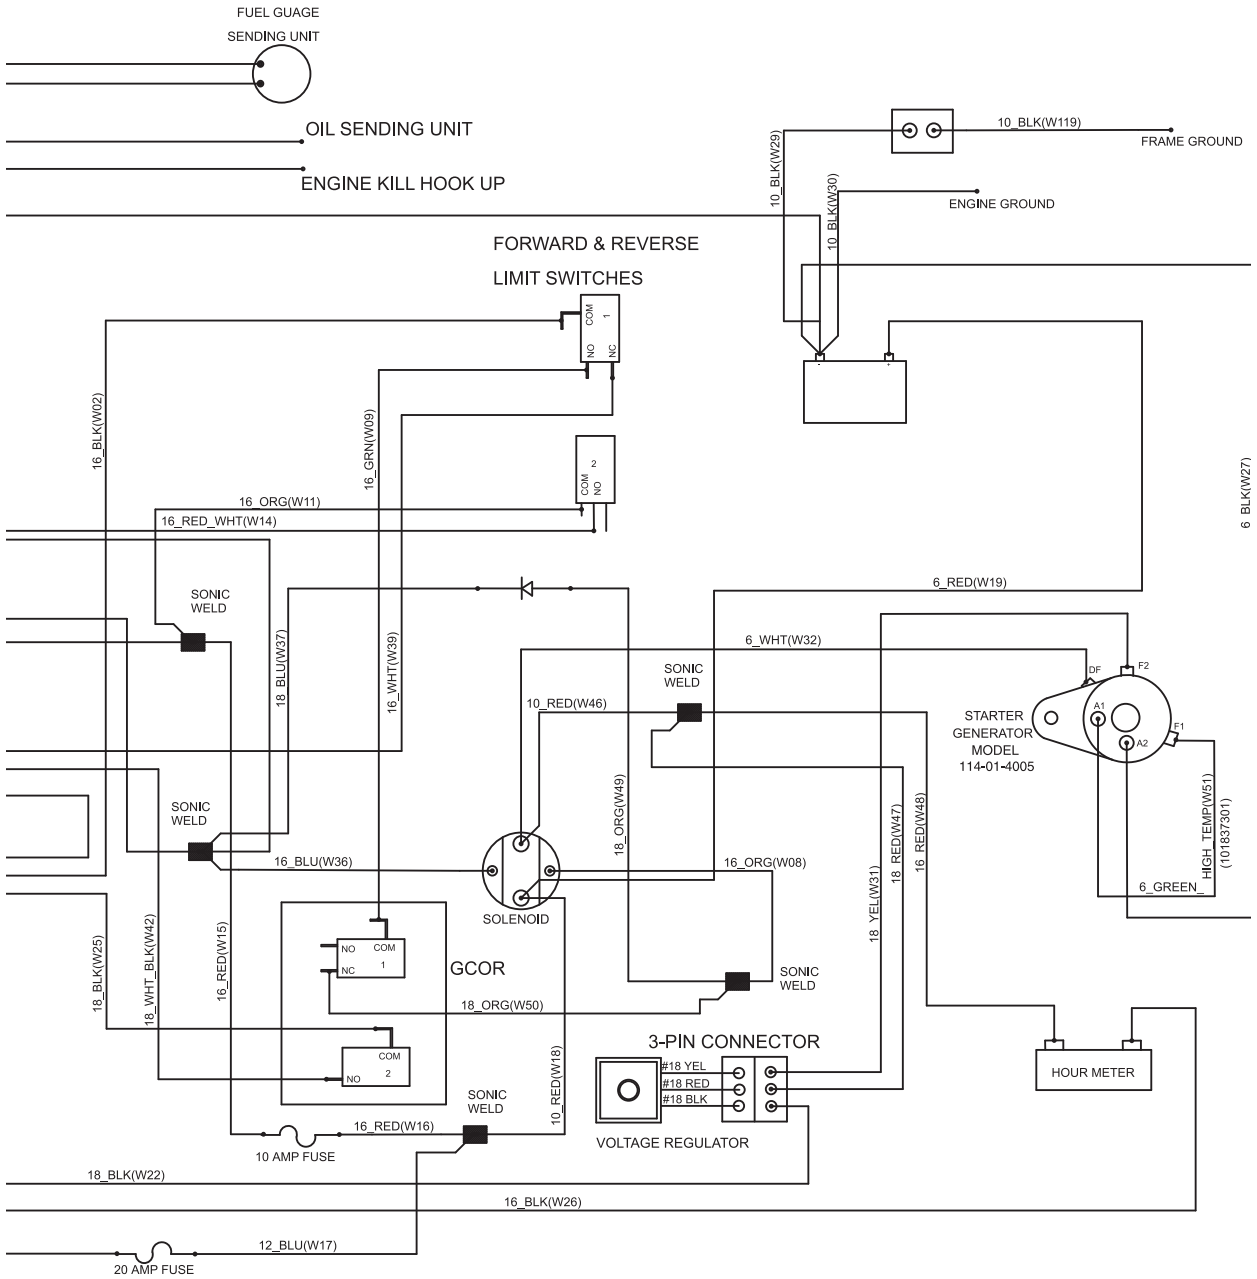 FUEL GUAGE
SENDING UNIT
OIL SENDING UNIT
ENGINE KILL HOOK UP
10_BLK(W119)
FRAME GROUND
10_BLK(W29)
10_BLK(W30)
ENGINE GROUND
FORWARD & REVERSE
LIMIT SWITCHES
COM
1
NO
NC
-
+
16_BLK(W02)
16_GRN(W09)
2
COM
NO
6_BLK(W27)
16_ORG(W11)
16_RED_WHT(W14)
SONIC
WELD
18_BLU(W37)
16_WHT(W39)
6_RED(W19)
6_WHT(W32)
SONIC
WELD
10_RED(W46)
DF
F2
A1
A2
F1
STARTER
GENERATOR
MODEL
114-01-4005
SONIC
WELD
16_BLU(W36)
18_ORG(W49)
16_ORG(W08)
18_YEL(W31)
18_RED(W47)
16_RED(W48)
HIGH_TEMP(W51)
(101837301)
6_GREEN_
SOLENOID
18_BLK(W25)
18_WHT_BLK(W42)
16_RED(W15)
NO
COM
NC
1
GCOR
SONIC
WELD
18_ORG(W50)
COM
NO
2
10_RED(W18)
3-PIN CONNECTOR
#18 YEL
#18 RED
#18 BLK
HOUR METER
SONIC
WELD
16_RED(W16)
10 AMP FUSE
VOLTAGE REGULATOR
18_BLK(W22)
16_BLK(W26)
12_BLU(W17)
20 AMP FUSE